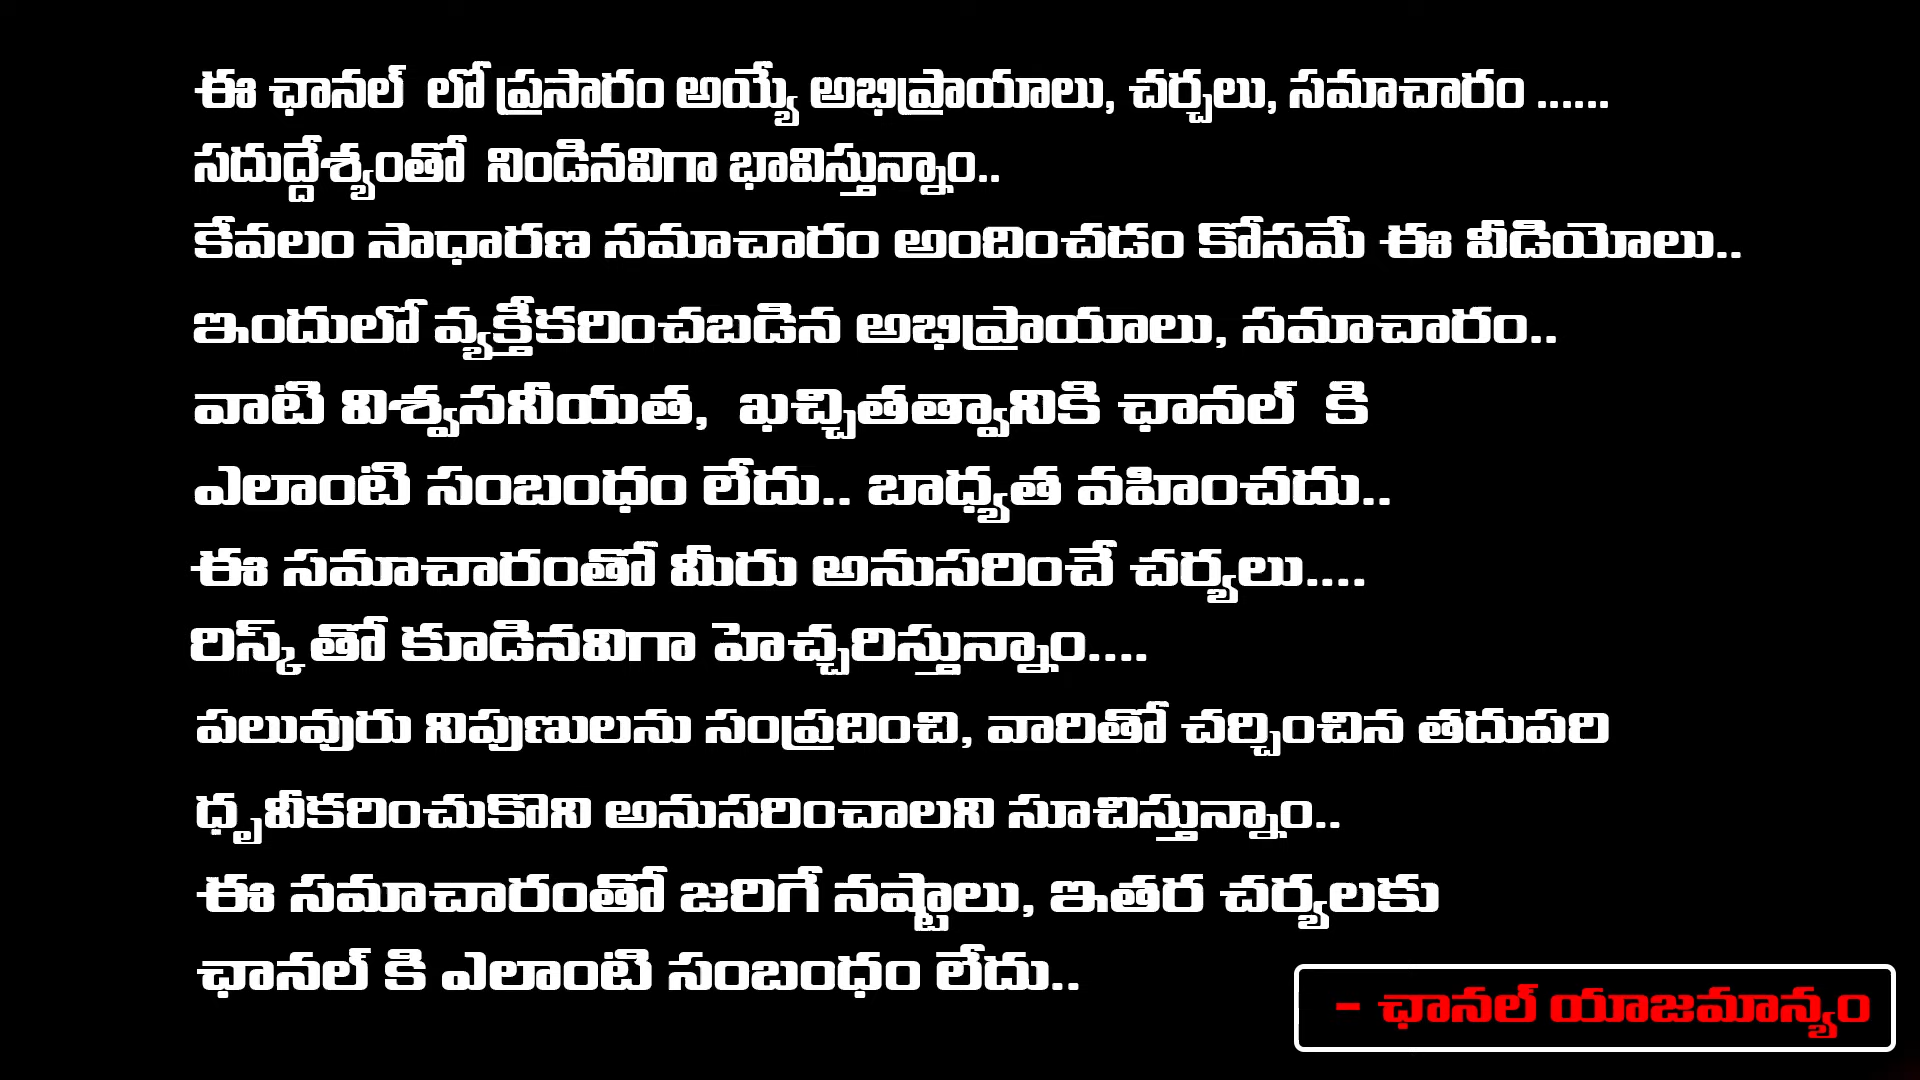 ఈ ఛానల్ లో ప్రసారం అయ్యే అభిప్రాయాలు, చర్చలు, సమాచారం ......
సదుద్దేశ్యంతో నిండినవిగా భావిస్తున్నాం..
కేవలం సాధారణ సమాచారం అందించడం కోసమే ఈ వీడియోలు..
ఇందులో వ్యక్తీకరించబడిన అభిప్రాయాలు, సమాచారం..
వాటి విశ్వసనీయత, ఖచ్చితత్వానికి ఛానల్ కి
ఎలాంటి సంబంధం లేదు.. బాధ్యత వహించదు..
ఈ సమాచారంతో మీరు అనుసరించే చర్యలు....
రిస్క్ తో కూడినవిగా హెచ్చరిస్తున్నాం....
పలువురు నిపుణులను సంప్రదించి, వారితో చర్చించిన తదుపరి
ధృవీకరించుకొని అనుసరించాలని సూచిస్తున్నాం..
ఈ సమాచారంతో జరిగే నష్టాలు, ఇతర చర్యలకు
ఛానల్ కి ఎలాంటి సంబంధం లేదు..
- ఛానల్ యాజమాన్యం